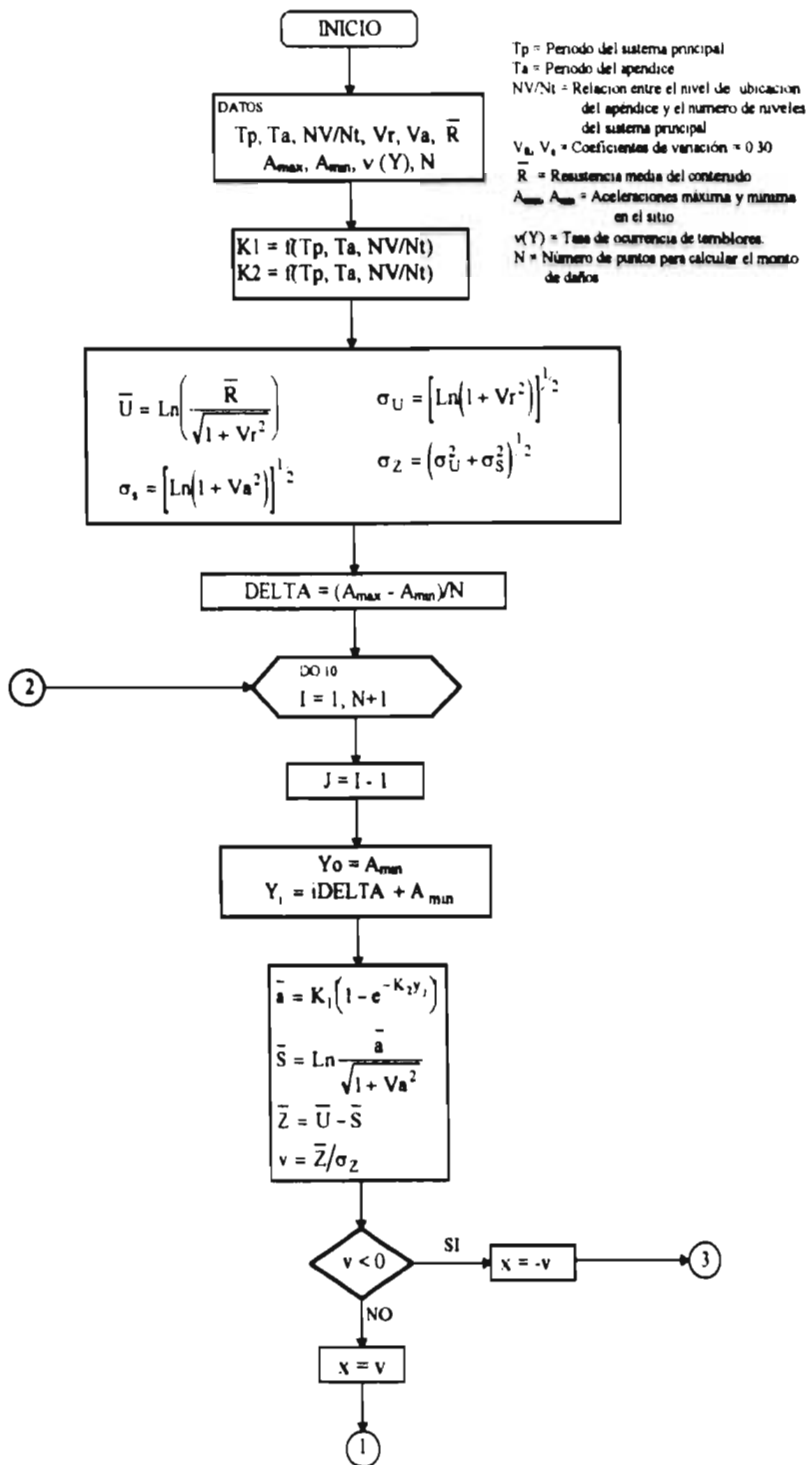 INICIO
DATOS
Tp, Ta, NV/Nt, Vr, Va, R̅
Amax, Amin, v (Y), N
Tp = Periodo del sistema principal
Ta = Periodo del apendice
NV/Nt = Relacion entre el nivel de ubicacion
del apéndice y el numero de niveles
del sistema principal
Va, Vr = Coeficientes de variación = 0 30
R̅ = Resistencia media del contenido
Amax, Amin = Aceleraciones máxima y mínima
en el sitio
v(Y) = Tasa de ocurrencia de temblores.
N = Número de puntos para calcular el monto
de daños
K1 = f(Tp, Ta, NV/Nt)
K2 = f(Tp, Ta, NV/Nt)
U̅ = Ln(R̅ / √(1 + Vr²))
σU = [Ln(1 + Vr²)]^1/2
σs = [Ln(1 + Va²)]^1/2
σZ = (σU² + σS²)^1/2
DELTA = (Amax - Amin)/N
2
DO 10
I = 1, N+1
J = I - 1
Yo = Amin
Yi = iDELTA + Amin
a̅ = K1(1 - e^(-K2 yj))
S̅ = Ln a̅ / √(1 + Va²)
Z̅ = U̅ - S̅
v = Z̅/σZ
v < 0
SI
x = -v
3
NO
x = v
1